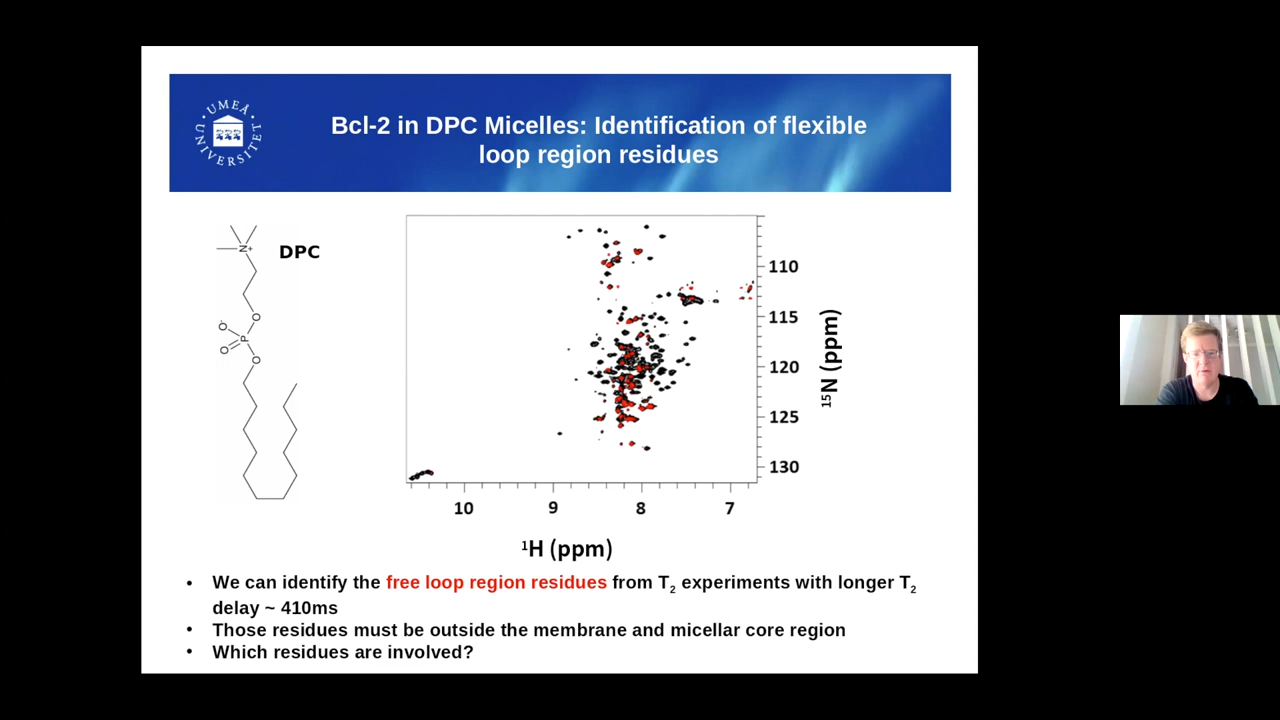 UMEÅ UNIVERSITET
Bcl-2 in DPC Micelles: Identification of flexible
loop region residues
DPC
N+
O
O-
P
O
O
110
115
120
125
130
15N (ppm)
10 9 8 7
1H (ppm)
• We can identify the free loop region residues from T2 experiments with longer T2
delay ~ 410ms
• Those residues must be outside the membrane and micellar core region
• Which residues are involved?